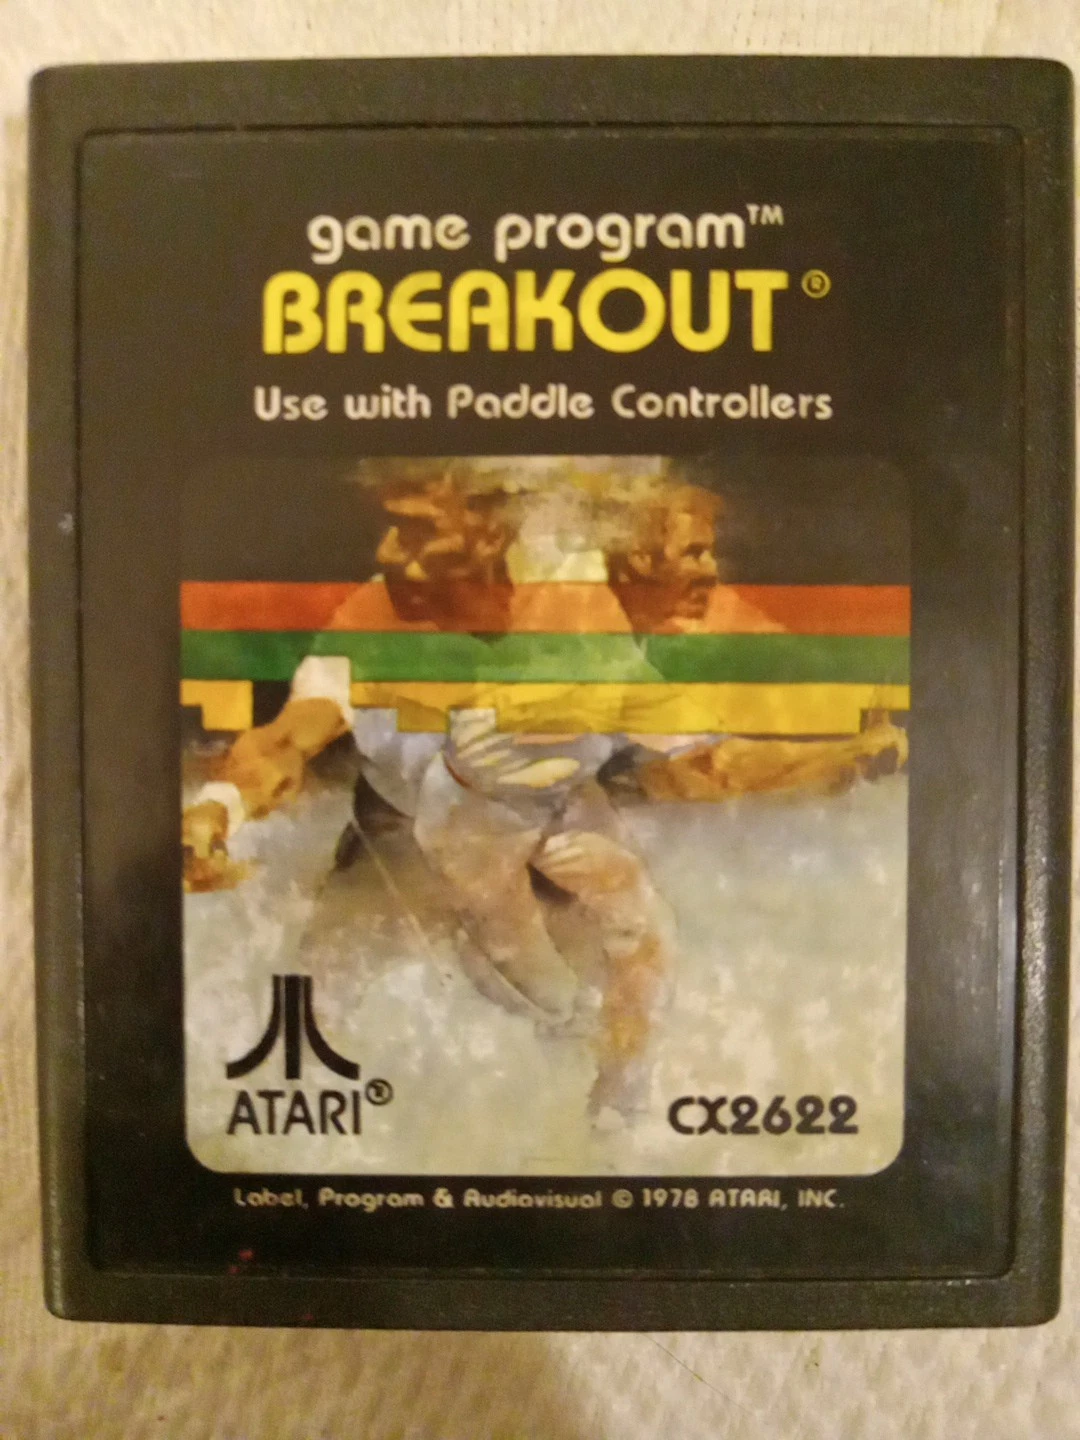 game program™
BREAKOUT®
Use with Paddle Controllers
ATARI®
CX2622
Label, Program & Audiovisual © 1978 ATARI, INC.